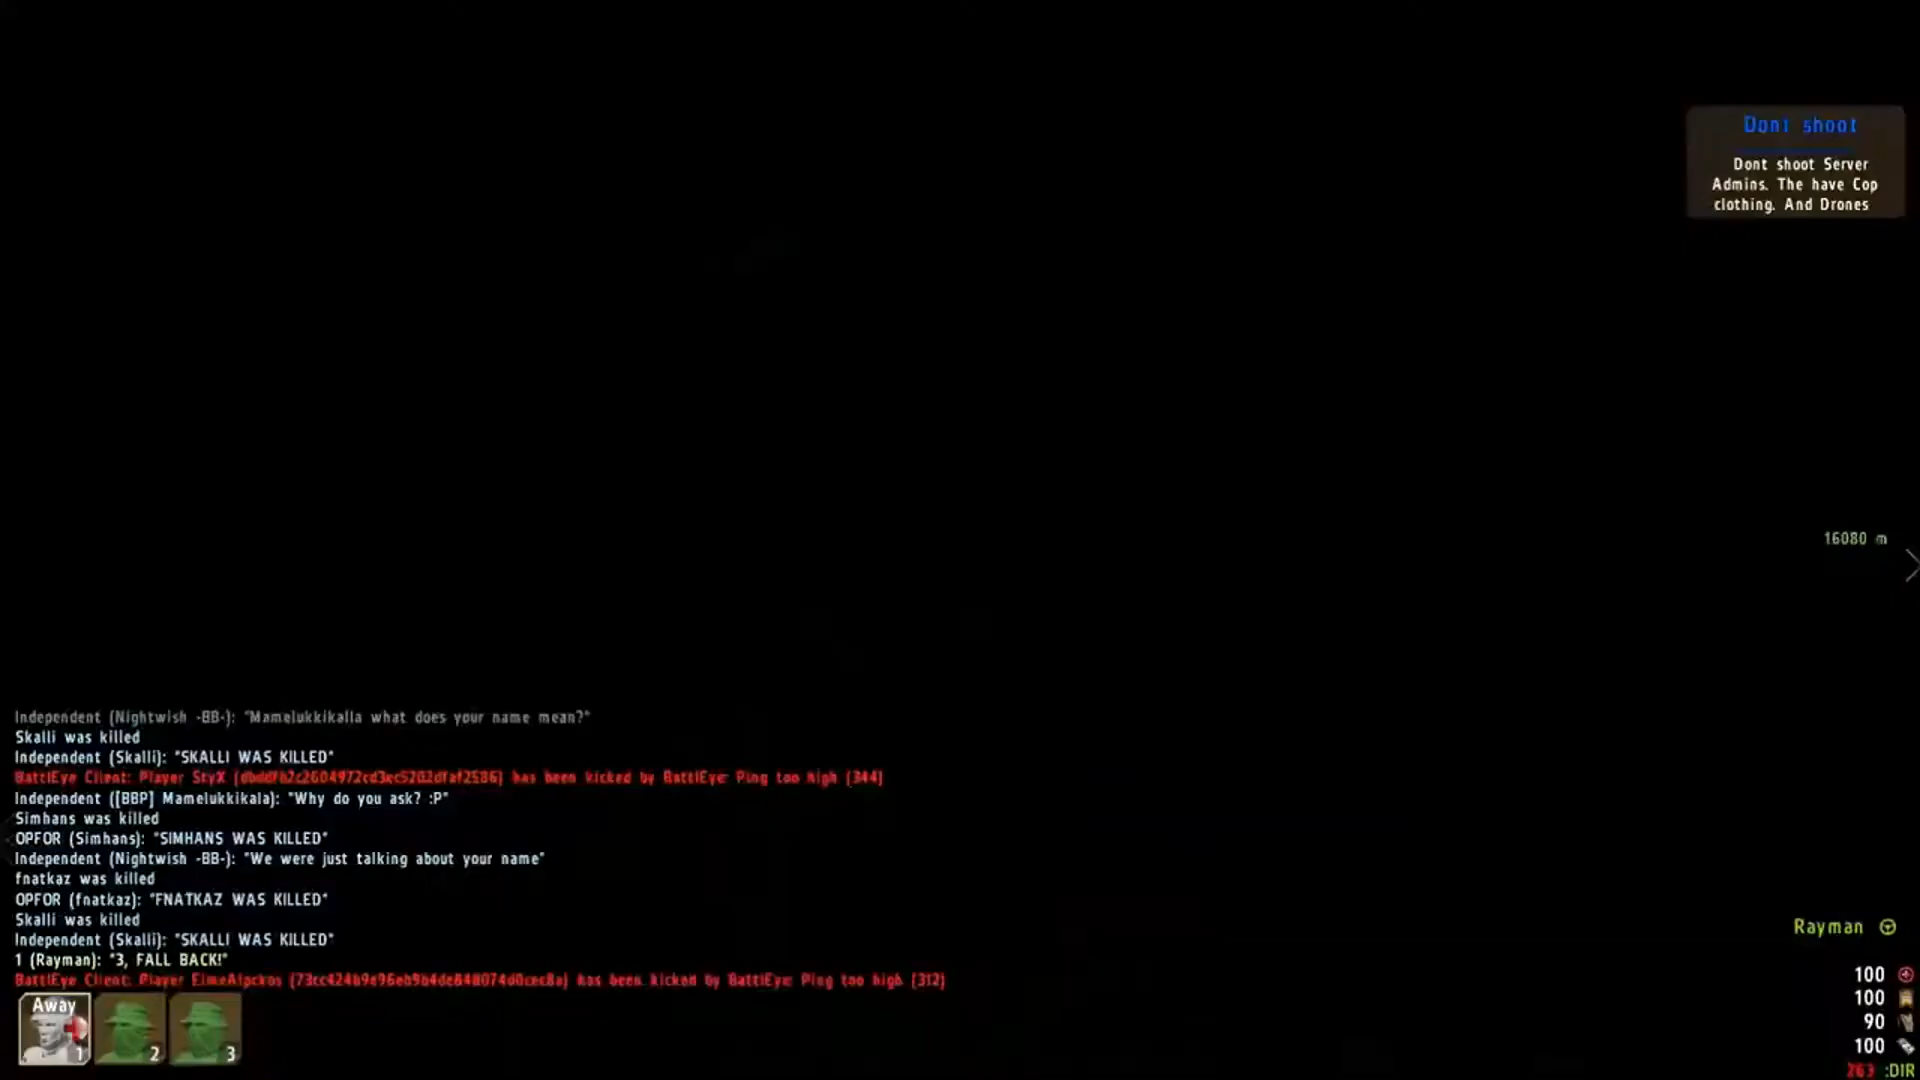 Dont shoot
Dont shoot Server
Admins. The have Cop
clothing. And Drones
16080 m
Independent (Nightwish -BB-): "Mamelukkikalla what does your name mean?"
Skalli was killed
Independent (Skalli): "SKALLI WAS KILLED"
BattlEye Client: Player StyX has been kicked by BattlEye: Ping too high (344)
Independent ([BBP] Mamelukkikala): "Why do you ask? :P"
Simhans was killed
OPFOR (Simhans): "SIMHANS WAS KILLED"
Independent (Nightwish -BB-): "We were just talking about your name"
fnatkaz was killed
OPFOR (fnatkaz): "FNATKAZ WAS KILLED"
Skalli was killed
Independent (Skalli): "SKALLI WAS KILLED"
1 (Rayman): "3, FALL BACK!"
BattlEye Client: Player has been kicked by BattlEye: Ping too high (312)
Away
1
2
3
Rayman
100
100
90
100
263 :DIR